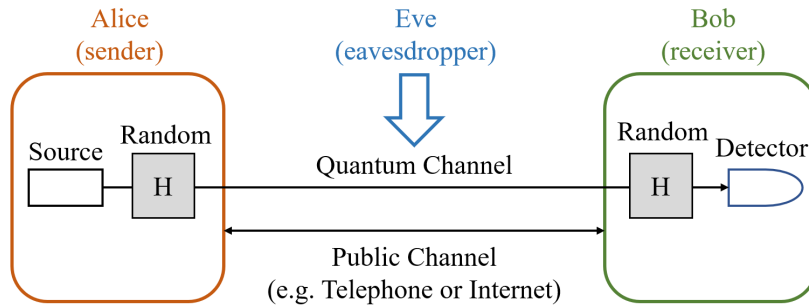 Alice
(sender)
Eve
(eavesdropper)
Bob
(receiver)
Source
Random
H
Quantum Channel
Random
H
Detector
Public Channel
(e.g. Telephone or Internet)